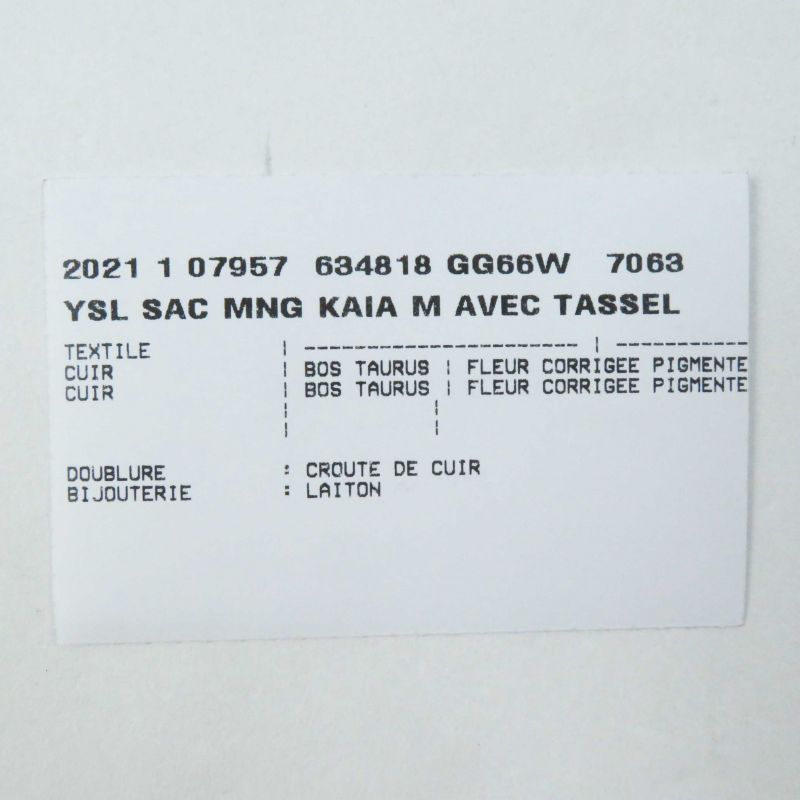 2021 1 07957 634818 GG66W 7063
YSL SAC MNG KAIA M AVEC TASSEL
TEXTILE | ---------------------- | -----------
CUIR | BOS TAURUS | FLEUR CORRIGEE PIGMENTE
CUIR | BOS TAURUS | FLEUR CORRIGEE PIGMENTE
| |
| |
DOUBLURE : CROUTE DE CUIR
BIJOUTERIE : LAITON